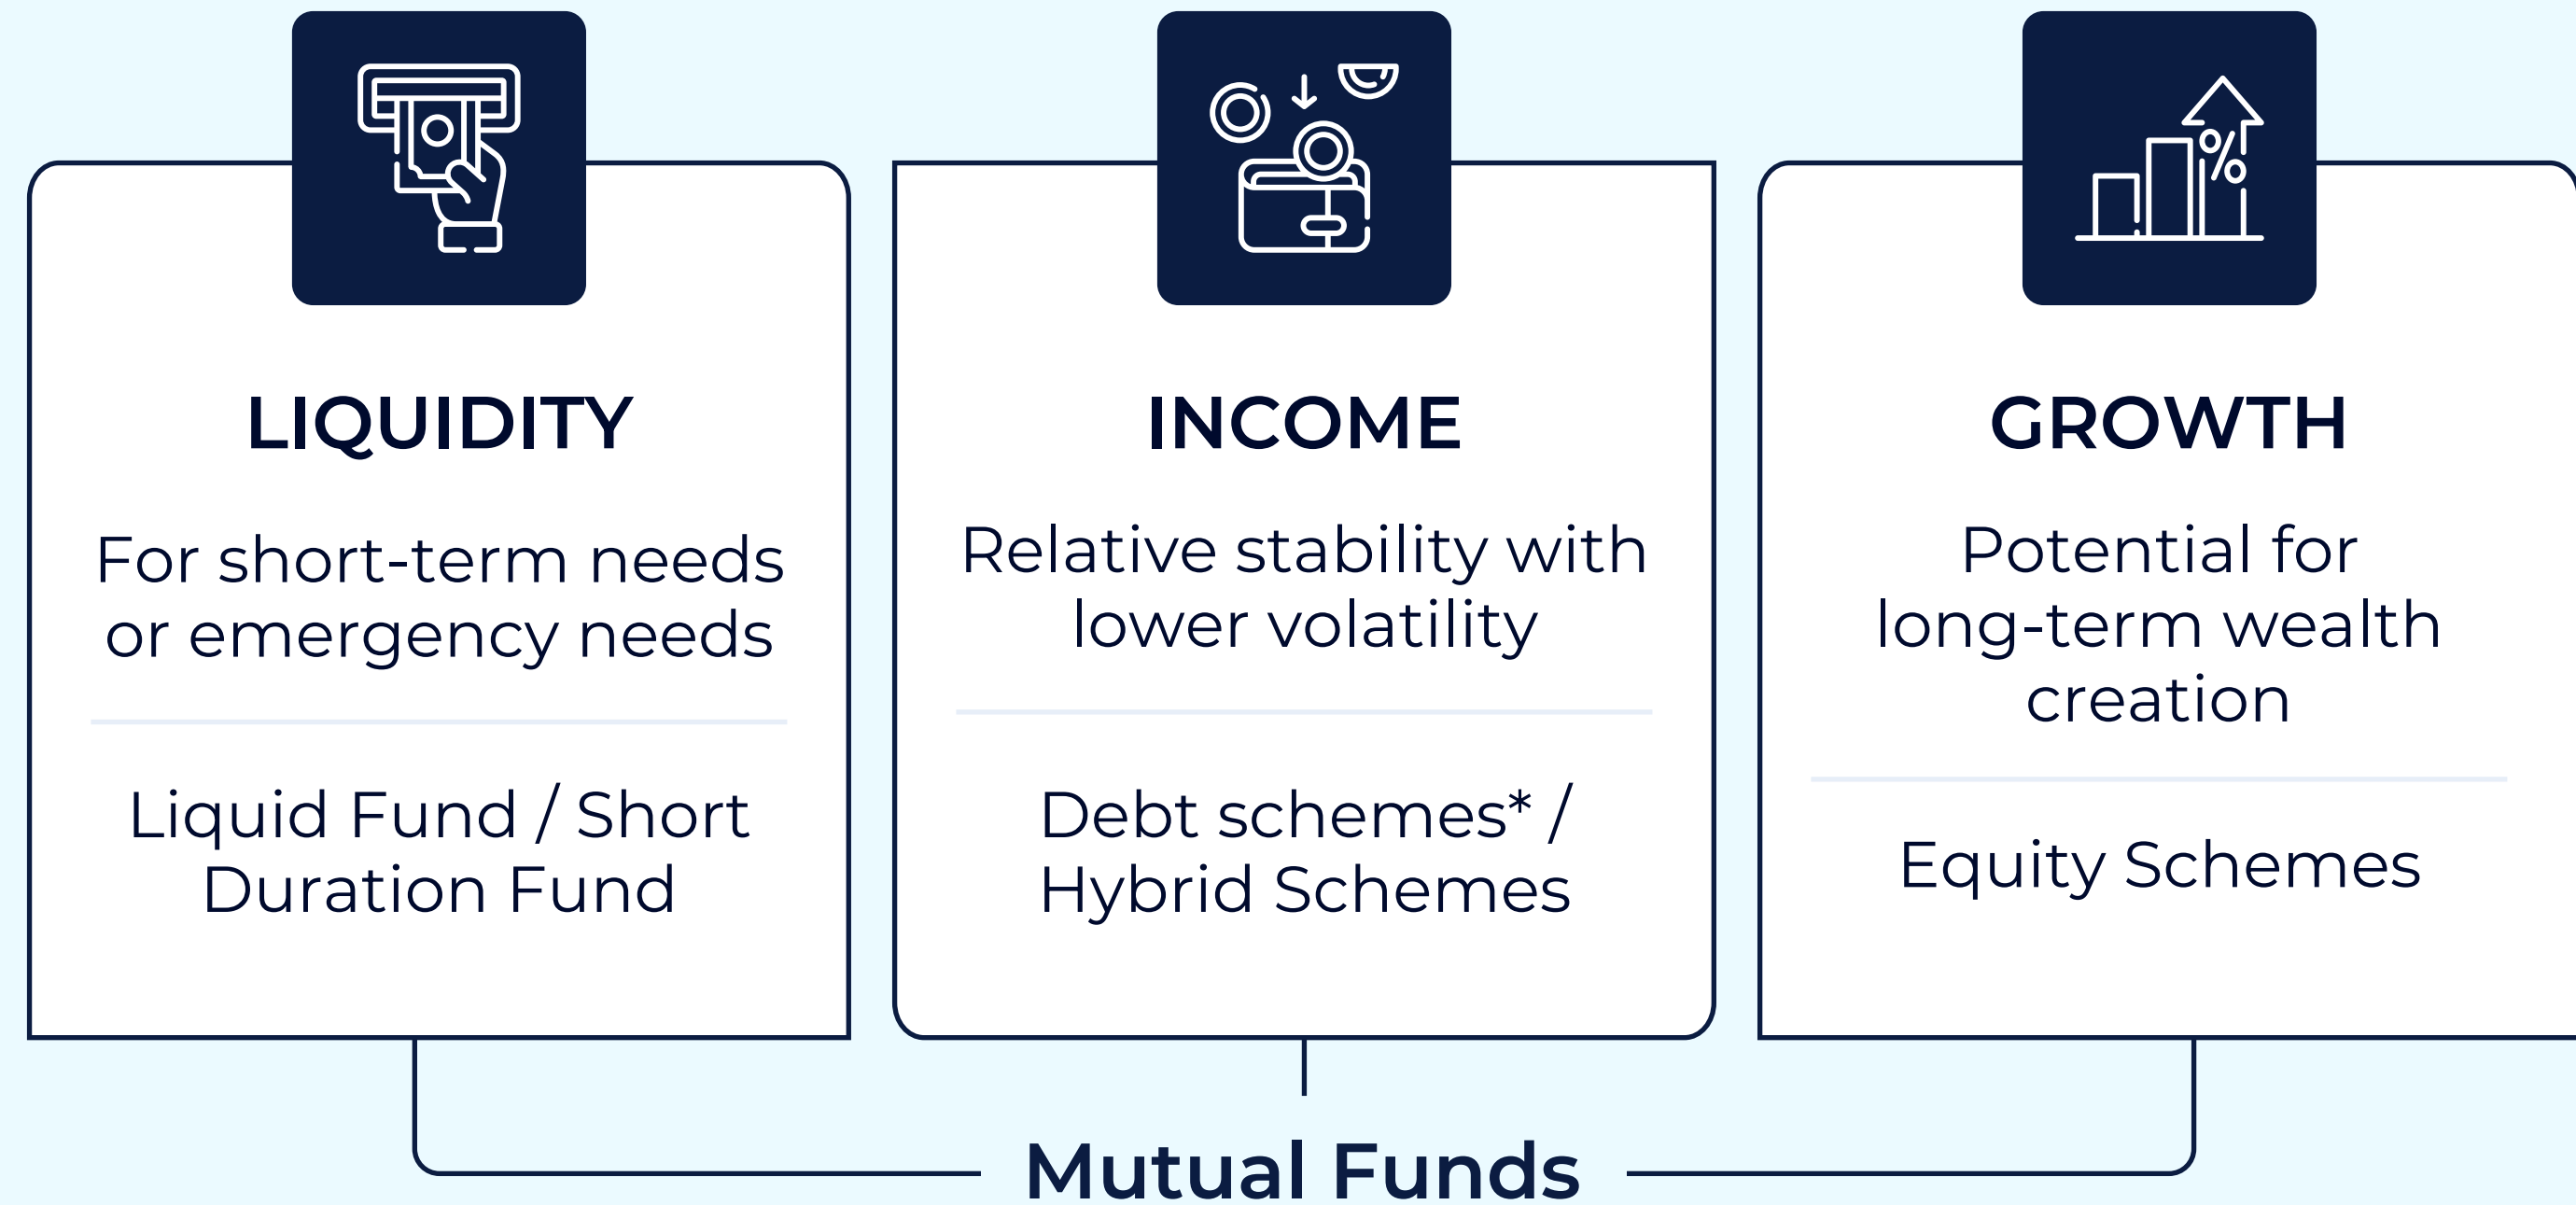 LIQUIDITY
For short-term needs
or emergency needs
Liquid Fund / Short
Duration Fund
INCOME
Relative stability with
lower volatility
Debt schemes* /
Hybrid Schemes
%
GROWTH
Potential for
long-term wealth
creation
Equity Schemes
Mutual Funds